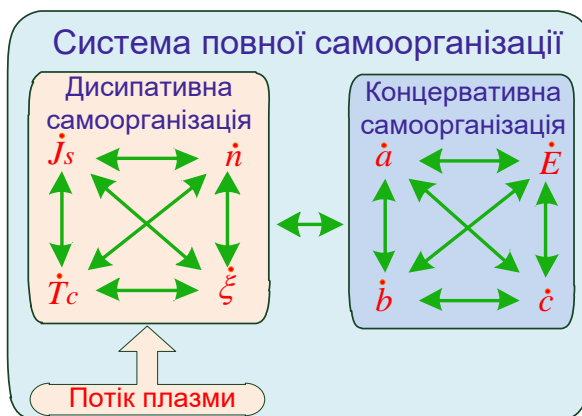 Система повної самоорганізації
Дисипативна
самоорганізація
J̇s ṅ
Ṫc ξ̇
Концервативна
самоорганізація
ȧ Ė
ḃ ċ
Потік плазми